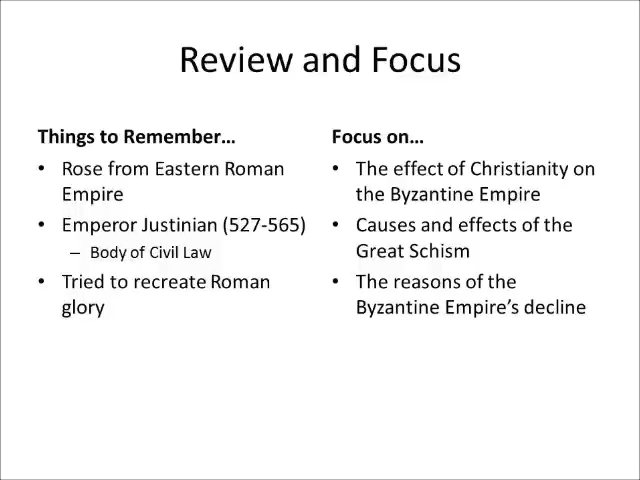 Review and Focus
Things to Remember…
• Rose from Eastern Roman
Empire
• Emperor Justinian (527-565)
– Body of Civil Law
• Tried to recreate Roman
glory
Focus on…
• The effect of Christianity on
the Byzantine Empire
• Causes and effects of the
Great Schism
• The reasons of the
Byzantine Empire’s decline